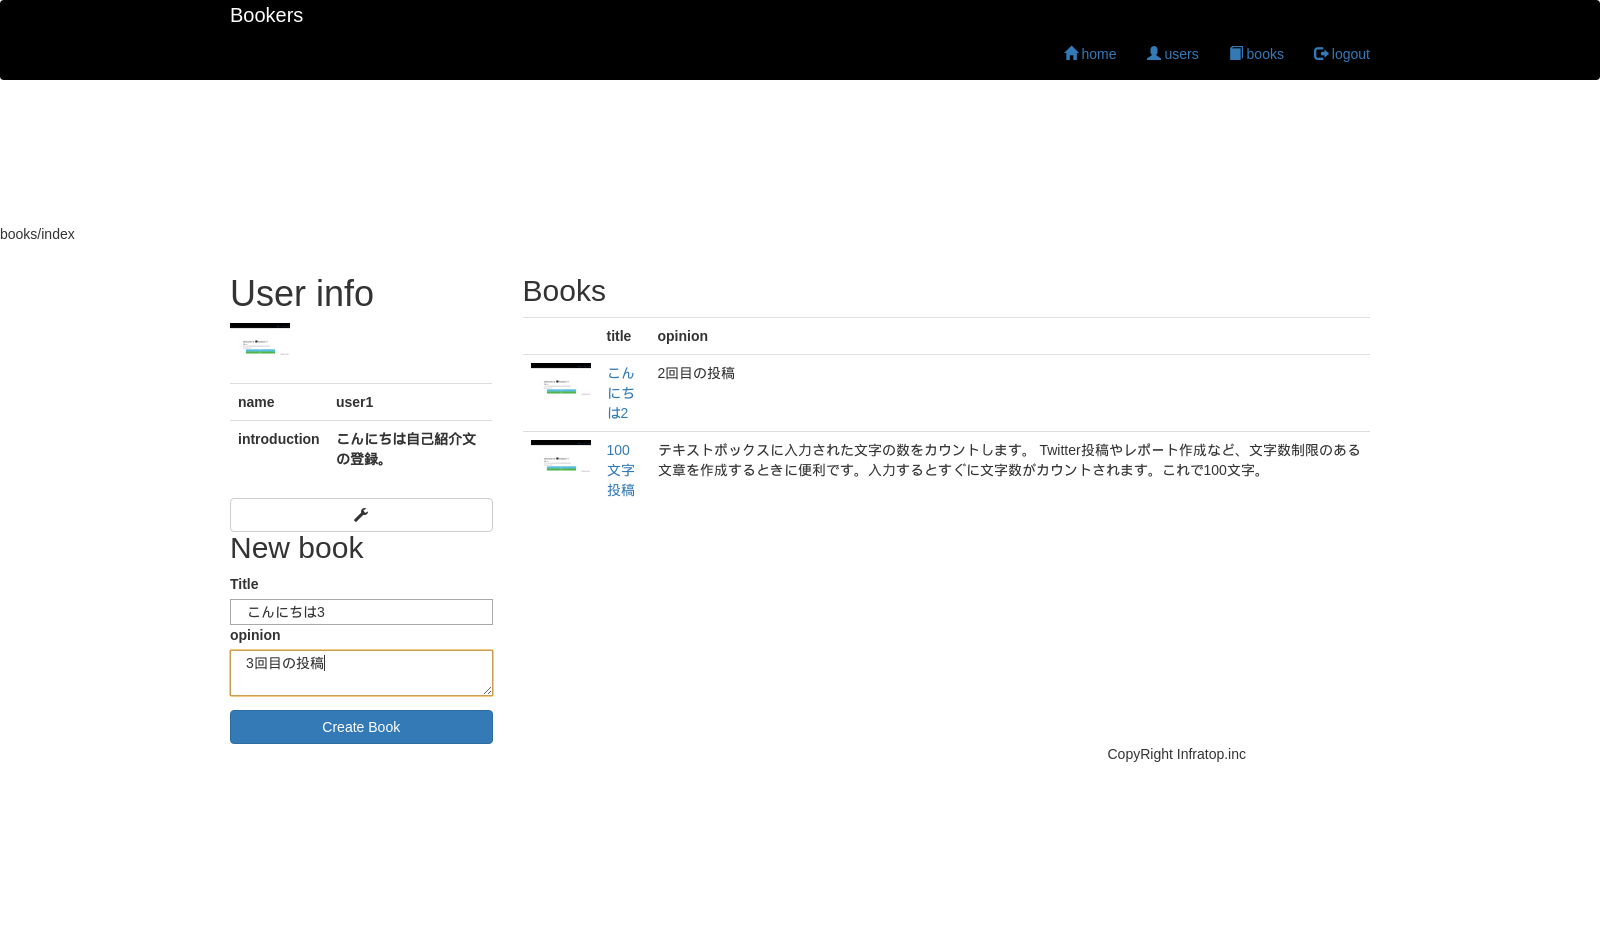 Bookers
home users books logout
books/index
User info
name user1
introduction こんにちは自己紹介文
の登録。
New book
Title
こんにちは3
opinion
3回目の投稿
Create Book
Books
title opinion
こん 2回目の投稿
にち
は2
100 テキストボックスに入力された文字の数をカウントします。 Twitter投稿やレポート作成など、文字数制限のある
文字 文章を作成するときに便利です。入力するとすぐに文字数がカウントされます。これで100文字。
投稿
CopyRight Infratop.inc